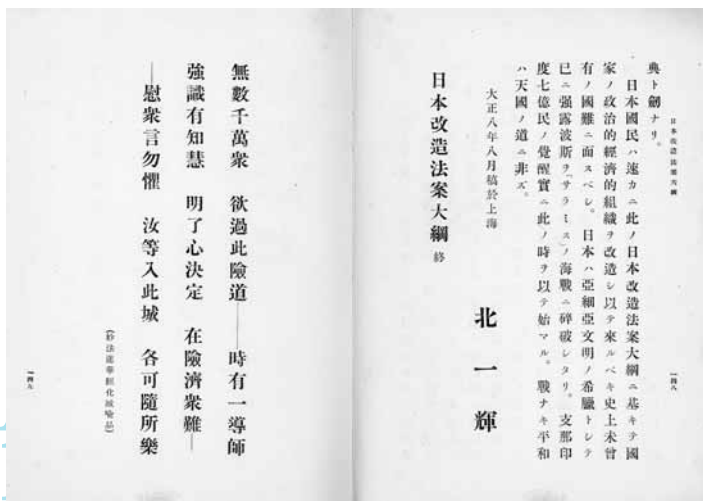 日本改造法案大綱
一四八
典ト劒ナリ。
日本國民ハ速カニ此ノ日本改造法案大綱ニ基キテ國
家ノ政治的經濟的組織ヲ改造シ以テ來ルベキ史上未曾
有ノ國難ニ面スベシ。日本ハ亞細亞文明ノ希臘トシテ
已ニ强露波斯ヲ「サラミス」ノ海戰ニ碎破シタリ。支那印
度七億民ノ覺醒實ニ此ノ時ヲ以テ始マル。戰ナキ平和
ハ天國ノ道ニ非ズ。
大正八年八月稿於上海
北一輝
日本改造法案大綱 終
無數千萬衆 欲過此險道――時有一導師
強識有知慧 明了心決定 在險濟衆難―
―慰衆言勿懼 汝等入此城 各可隨所樂
(妙法蓮華經化城喩品)
一四九